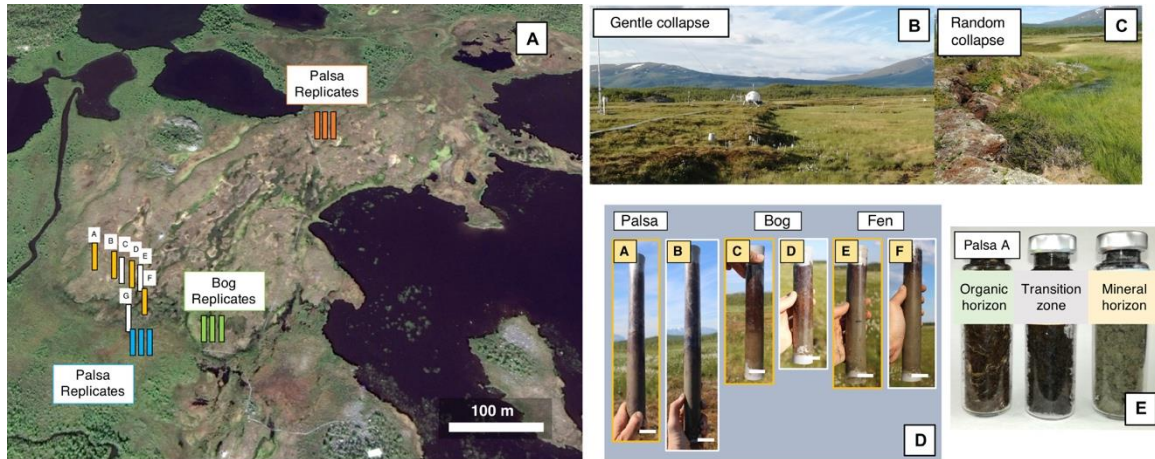 A
Palsa
Replicates
A
B
C
D
E
F
G
Bog
Replicates
Palsa
Replicates
100 m
Gentle collapse
B
Random
collapse
C
Palsa
Bog
Fen
A
B
C
D
E
F
D
Palsa A
Organic
horizon
Transition
zone
Mineral
horizon
E